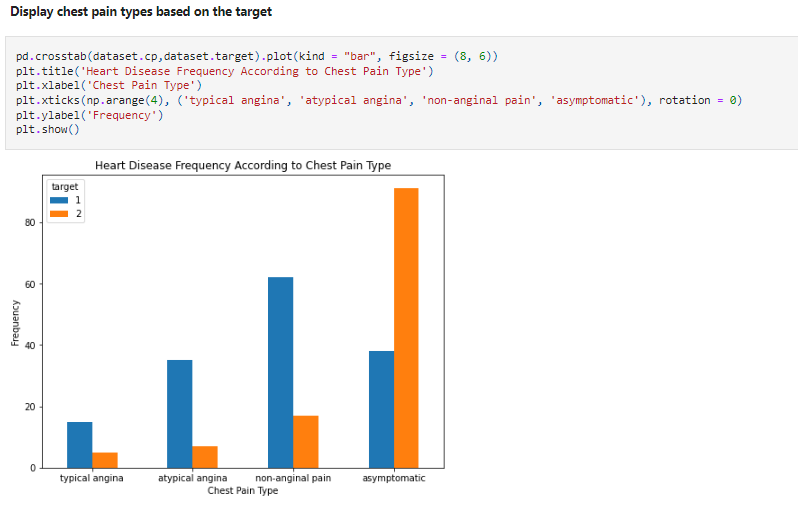 Display chest pain types based on the target
pd.crosstab(dataset.cp,dataset.target).plot(kind = "bar", figsize = (8, 6))
plt.title('Heart Disease Frequency According to Chest Pain Type')
plt.xlabel('Chest Pain Type')
plt.xticks(np.arange(4), ('typical angina', 'atypical angina', 'non-anginal pain', 'asymptomatic'), rotation = 0)
plt.ylabel('Frequency')
plt.show()
Heart Disease Frequency According to Chest Pain Type
target
1
2
80
60
40
20
0
Frequency
typical angina atypical angina non-anginal pain asymptomatic
Chest Pain Type